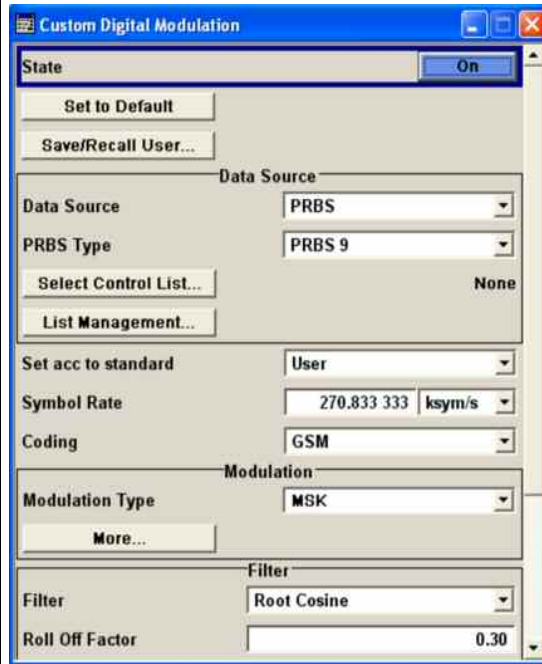 Custom Digital Modulation
State On
Set to Default
Save/Recall User...
Data Source
Data Source PRBS
PRBS Type PRBS 9
Select Control List... None
List Management...
Set acc to standard User
Symbol Rate 270.833 333 ksym/s
Coding GSM
Modulation
Modulation Type MSK
More...
Filter
Filter Root Cosine
Roll Off Factor 0.30